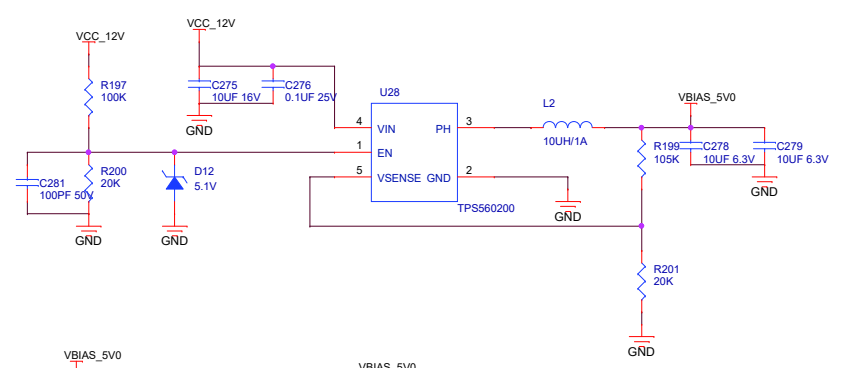 VCC_12V
VCC_12V
R197
100K
C275
10UF 16V
C276
0.1UF 25V
GND
U28
4
VIN
PH
3
1
EN
5
VSENSE
GND
2
TPS560200
L2
10UH/1A
VBIAS_5V0
R199
105K
C278
10UF 6.3V
C279
10UF 6.3V
GND
C281
100PF 50V
R200
20K
D12
5.1V
GND
GND
GND
R201
20K
GND
VBIAS_5V0
VBIAS_5V0